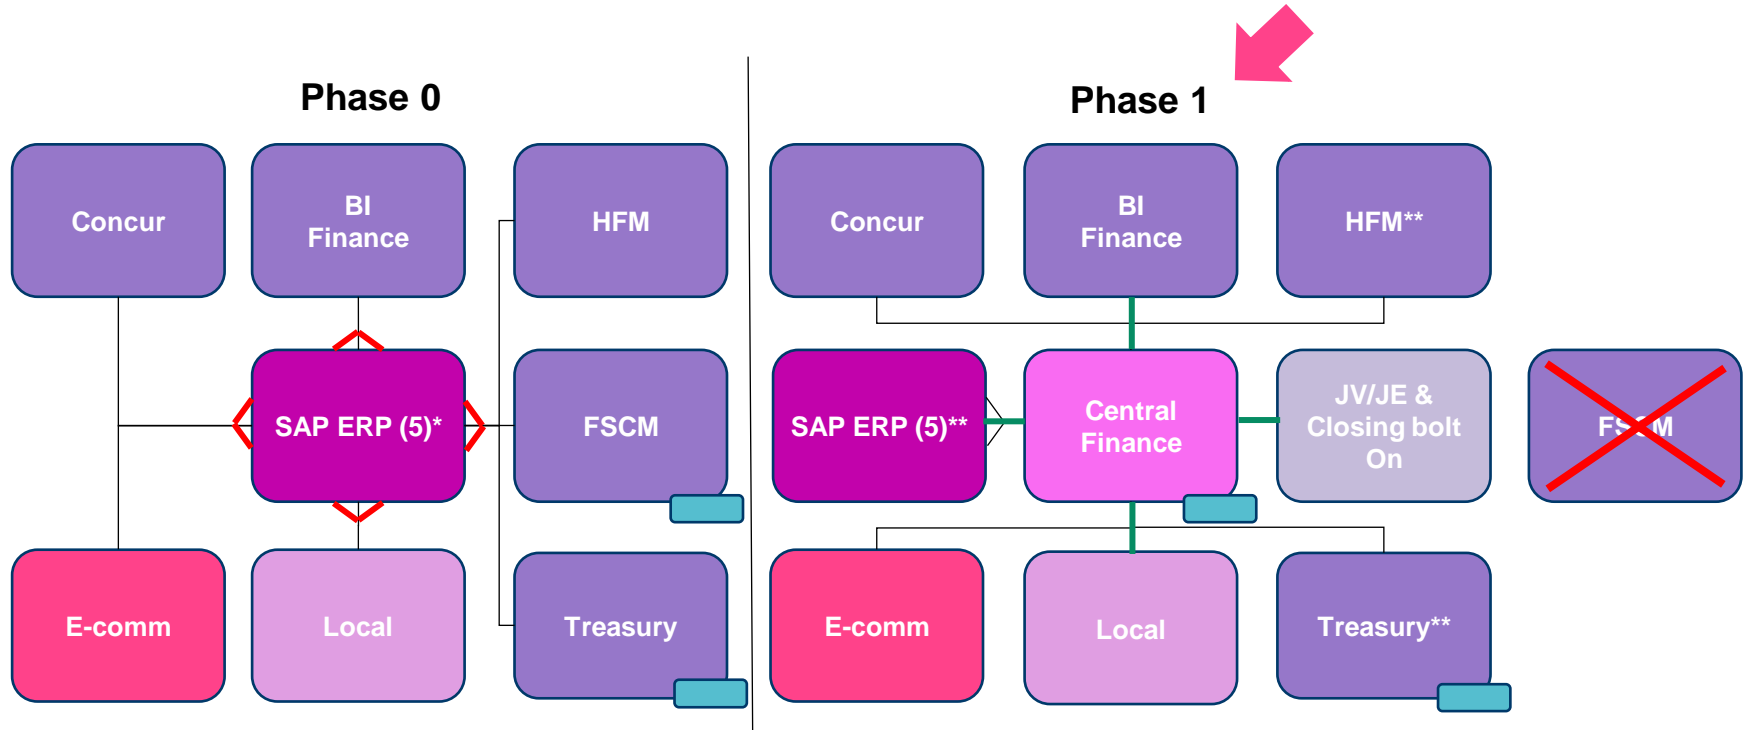 Phase 0
Phase 1
Concur
BI
Finance
HFM
SAP ERP (5)*
FSCM
E-comm
Local
Treasury
Concur
BI
Finance
HFM**
SAP ERP (5)**
Central
Finance
JV/JE &
Closing bolt
On
FSCM
E-comm
Local
Treasury**